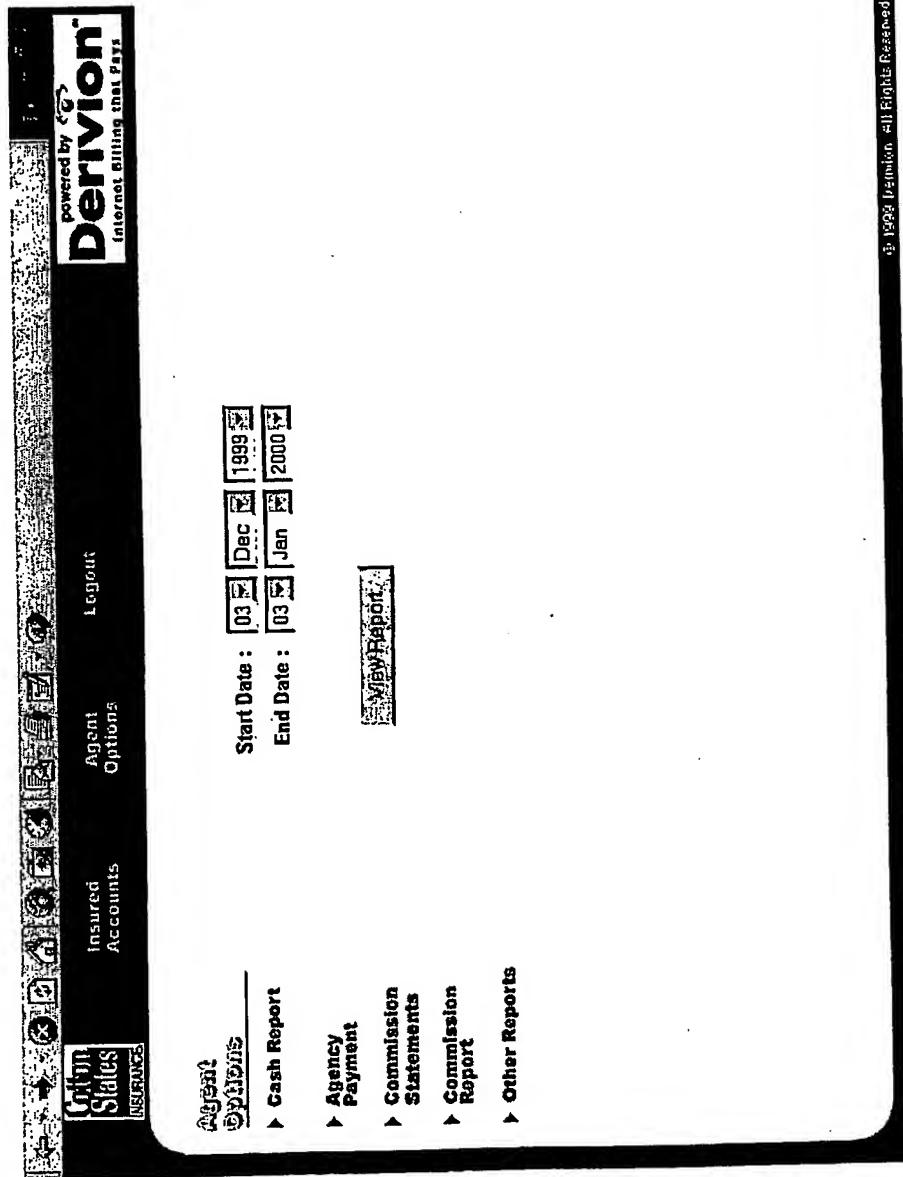 Cotton
States
INSURANCE
Insured
Accounts
Agent
Options
Logout
powered by
Derivion
Internet Billing that Pays
Agent
Options
Cash Report
Agency
Payment
Commission
Statements
Commission
Report
Other Reports
Start Date : 03 Dec 1999
End Date : 03 Jan 2000
View Report
© 1999 Derivion All Rights Reserved